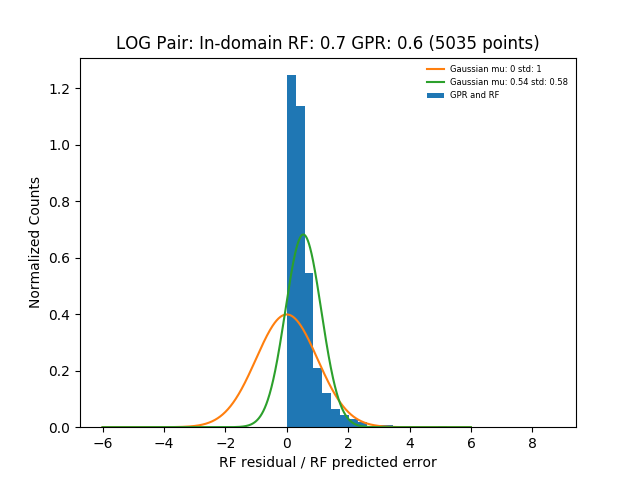 LOG Pair: In-domain RF: 0.7 GPR: 0.6 (5035 points)
Gaussian mu: 0 std: 1
Gaussian mu: 0.54 std: 0.58
GPR and RF
Normalized Counts
1.2
1.0
0.8
0.6
0.4
0.2
0.0
−6 −4 −2 0 2 4 6 8
RF residual / RF predicted error